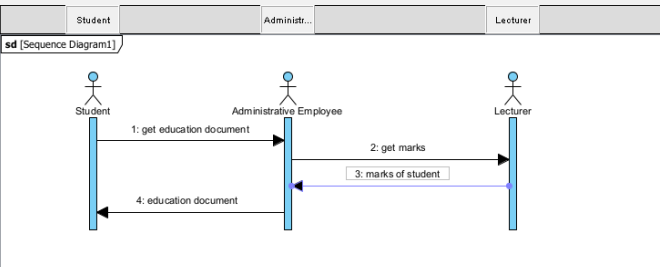 Student
Administr...
Lecturer
sd [Sequence Diagram1]
Student
Administrative Employee
Lecturer
1: get education document
2: get marks
3: marks of student
4: education document